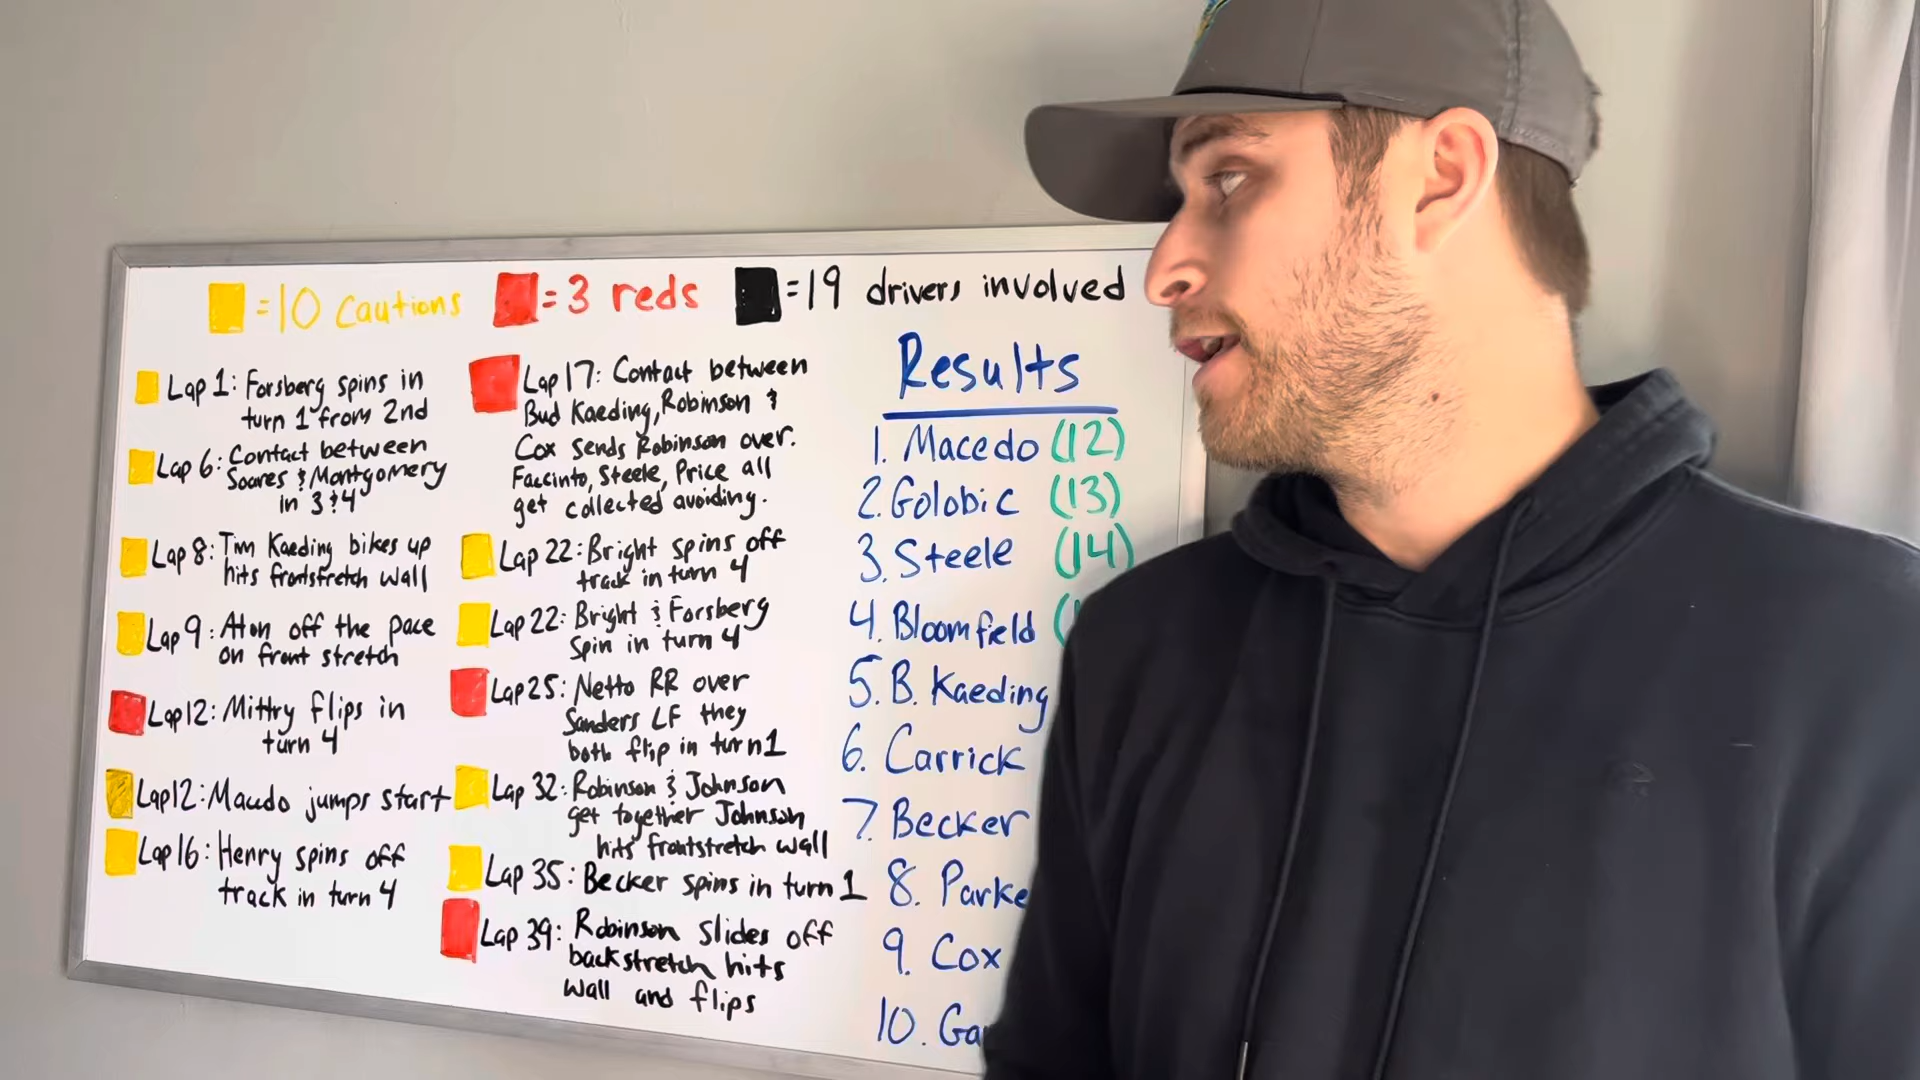 =10 cautions =3 reds =19 drivers involved
Lap 1: Forsberg spins in
turn 1 from 2nd
Lap 6: Contact between
Soares & Montgomery
in 3 & 4
Lap 8: Tim Kaeding bikes up
hits frontstretch wall
Lap 9: Aton off the pace
on front stretch
Lap 12: Mittry flips in
turn 4
Lap 12: Macedo jumps start
Lap 16: Henry spins off
track in turn 4
Lap 17: Contact between
Bud Kaeding, Robinson &
Cox sends Robinson over.
Faccinto, Steele, Price all
get collected avoiding.
Lap 22: Bright spins off
track in turn 4
Lap 22: Bright & Forsberg
Spin in turn 4
Lap 25: Netto RR over
Sanders LF they
both flip in turn 1
Lap 32: Robinson & Johnson
get together Johnson
hits frontstretch wall
Lap 35: Becker spins in turn 1
Lap 39: Robinson slides off
backstretch hits
wall and flips
Results
1. Macedo (12)
2. Golobic (13)
3. Steele (14)
4. Bloomfield
5. B. Kaeding
6. Carrick
7. Becker
8. Parke
9. Cox
10. Ga